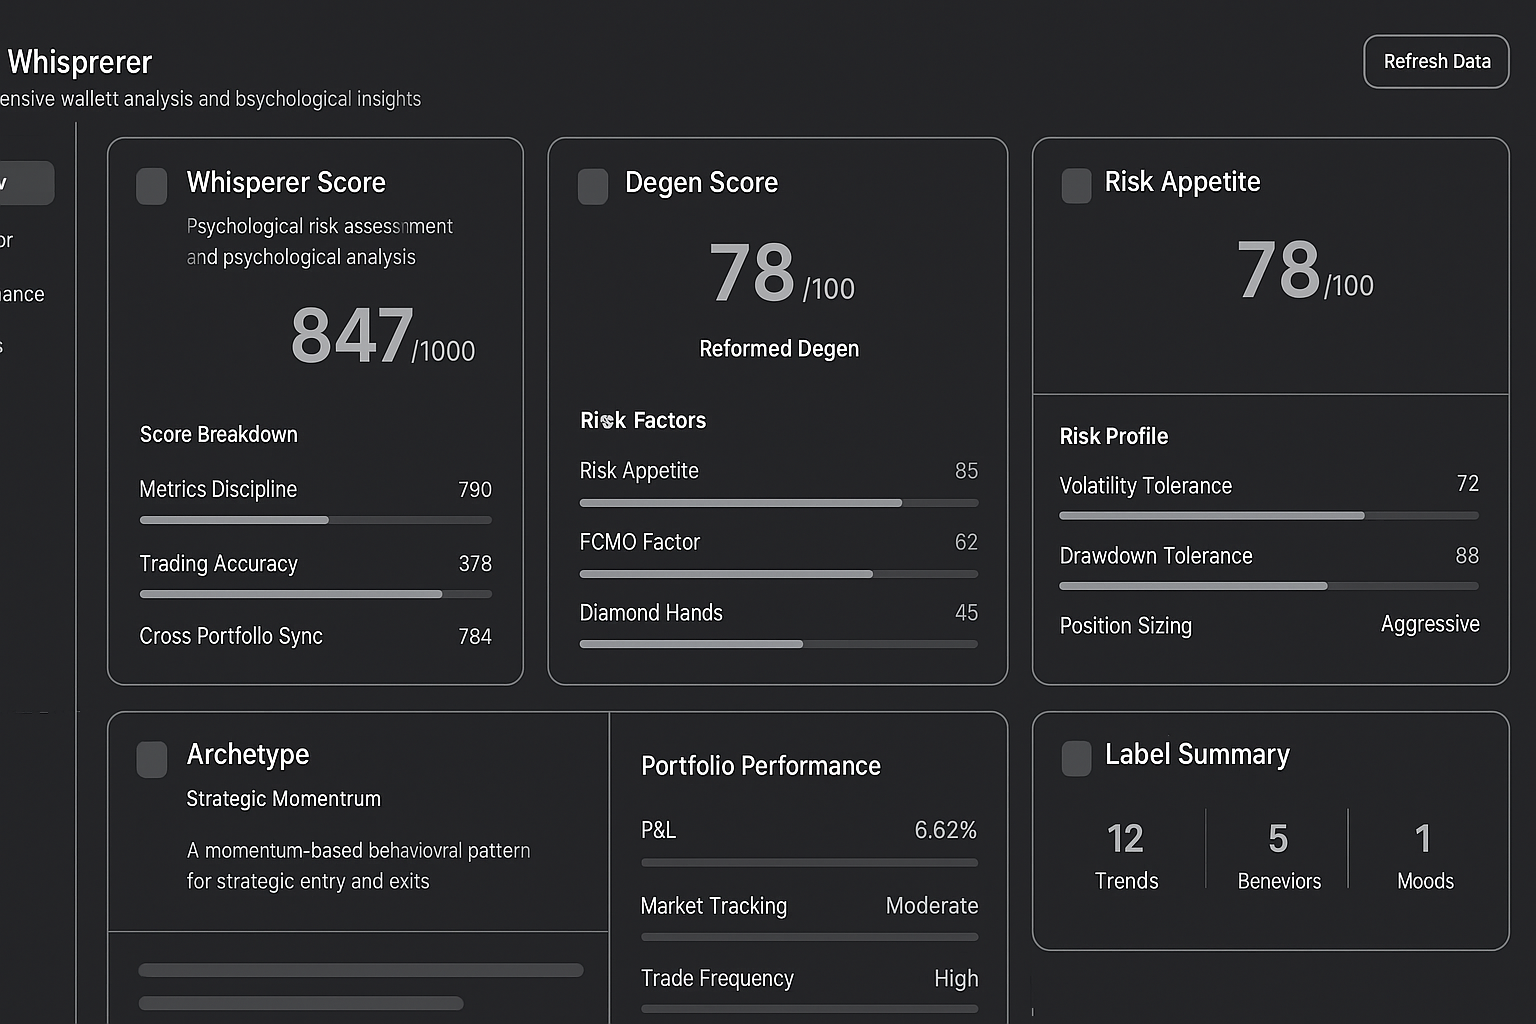 Whisprerer
ensive wallett analysis and bsychological insights
Refresh Data
v
or
ance
s
Whisperer Score
Psychological risk assessnment
and psychological analysis
847/1000
Score Breakdown
Metrics Discipline 790
Trading Accuracy 378
Cross Portfollo Sync 784
Degen Score
78 /100
Reformed Degen
Risk Factors
Risk Appetite 85
FCMO Factor 62
Diamond Hands 45
Risk Appetite
78/100
Risk Profile
Volatility Tolerance 72
Drawdown Tolerance 88
Position Sizing Aggressive
Archetype
Strategic Momentrum
A momentum-based behaviovral pattern
for strategic entry and exits
Portfolio Performance
P&L 6.62%
Market Tracking Moderate
Trade Frequency High
Label Summary
12 5 1
Trends Beneviors Moods